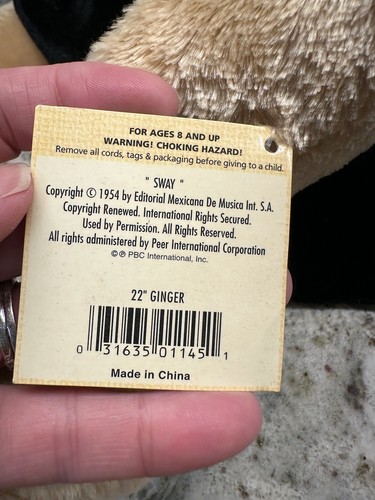 FOR AGES 8 AND UP
WARNING! CHOKING HAZARD!
Remove all cords, tags & packaging before giving to a child.
" SWAY "
Copyright © 1954 by Editorial Mexicana De Musica Int. S.A.
Copyright Renewed. International Rights Secured.
Used by Permission. All Rights Reserved.
All rights administered by Peer International Corporation
©℗ PBC International, Inc.
22" GINGER
0 31635 01145 1
Made in China